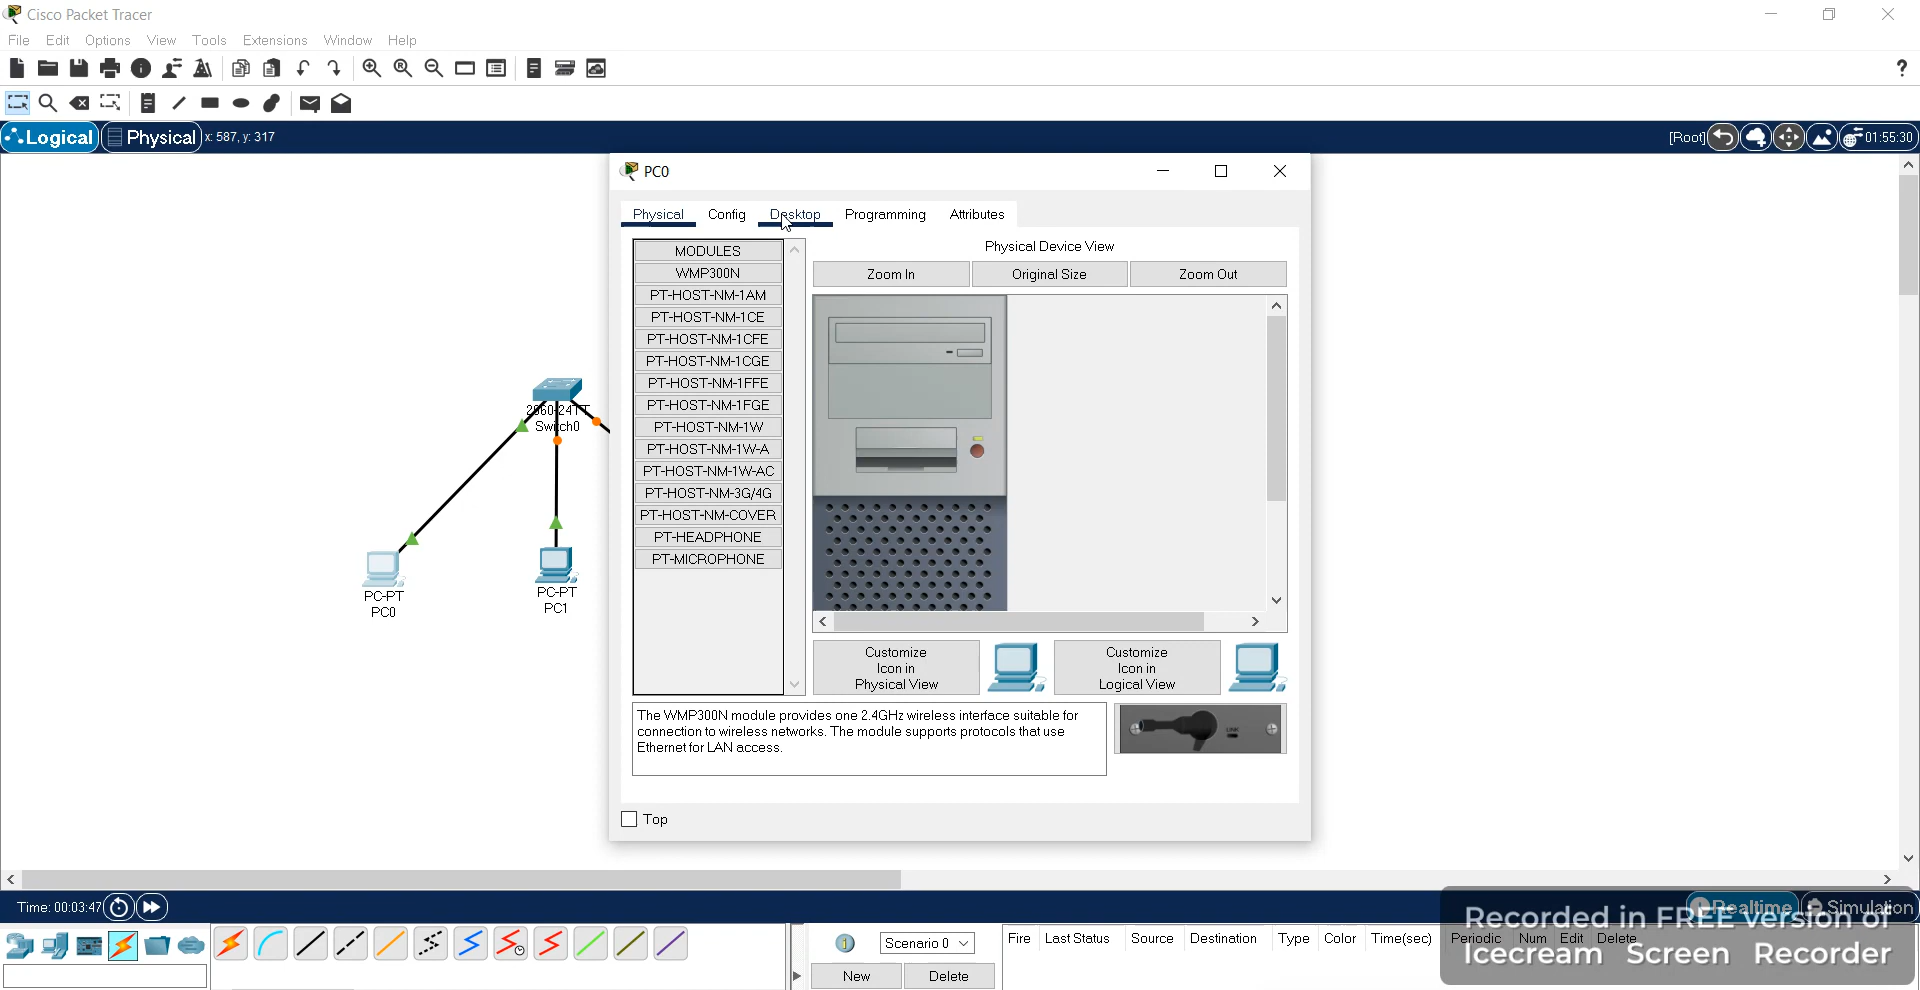 Cisco Packet Tracer
File Edit Options View Tools Extensions Window Help
?
Logical Physical x: 587, y: 317 [Root] 01:55:30
PC0
Physical Config Desktop Programming Attributes
MODULES
WMP300N
PT-HOST-NM-1AM
PT-HOST-NM-1CE
PT-HOST-NM-1CFE
PT-HOST-NM-1CGE
PT-HOST-NM-1FFE
PT-HOST-NM-1FGE
PT-HOST-NM-1W
PT-HOST-NM-1W-A
PT-HOST-NM-1W-AC
PT-HOST-NM-3G/4G
PT-HOST-NM-COVER
PT-HEADPHONE
PT-MICROPHONE
Physical Device View
Zoom In Original Size Zoom Out
Customize
Icon in
Physical View
Customize
Icon in
Logical View
The WMP300N module provides one 2.4GHz wireless interface suitable for
connection to wireless networks. The module supports protocols that use
Ethernet for LAN access.
LINK
Top
2960-24TT
Switch0
PC-PT
PC0
PC-PT
PC1
Time: 00:03:47
Realtime Simulation
1 Scenario 0
New Delete
Fire Last Status Source Destination Type Color Time(sec) Periodic Num Edit Delete
Recorded in FREE version of
Icecream Screen Recorder